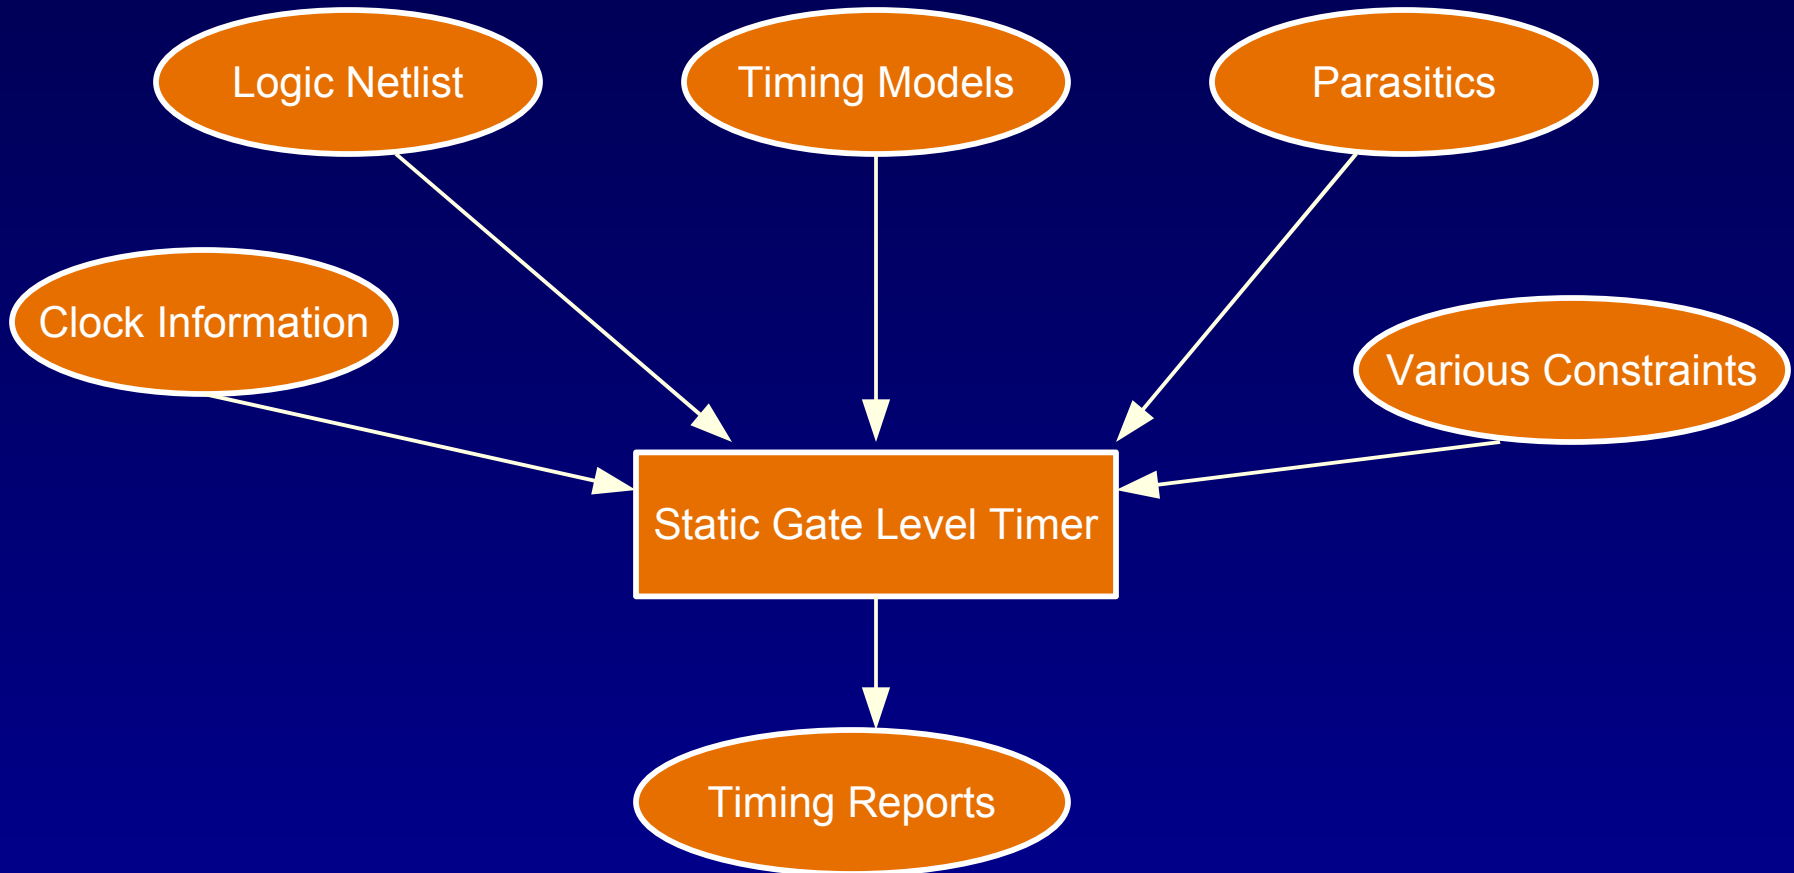 Logic Netlist
Timing Models
Parasitics
Clock Information
Various Constraints
Static Gate Level Timer
Timing Reports